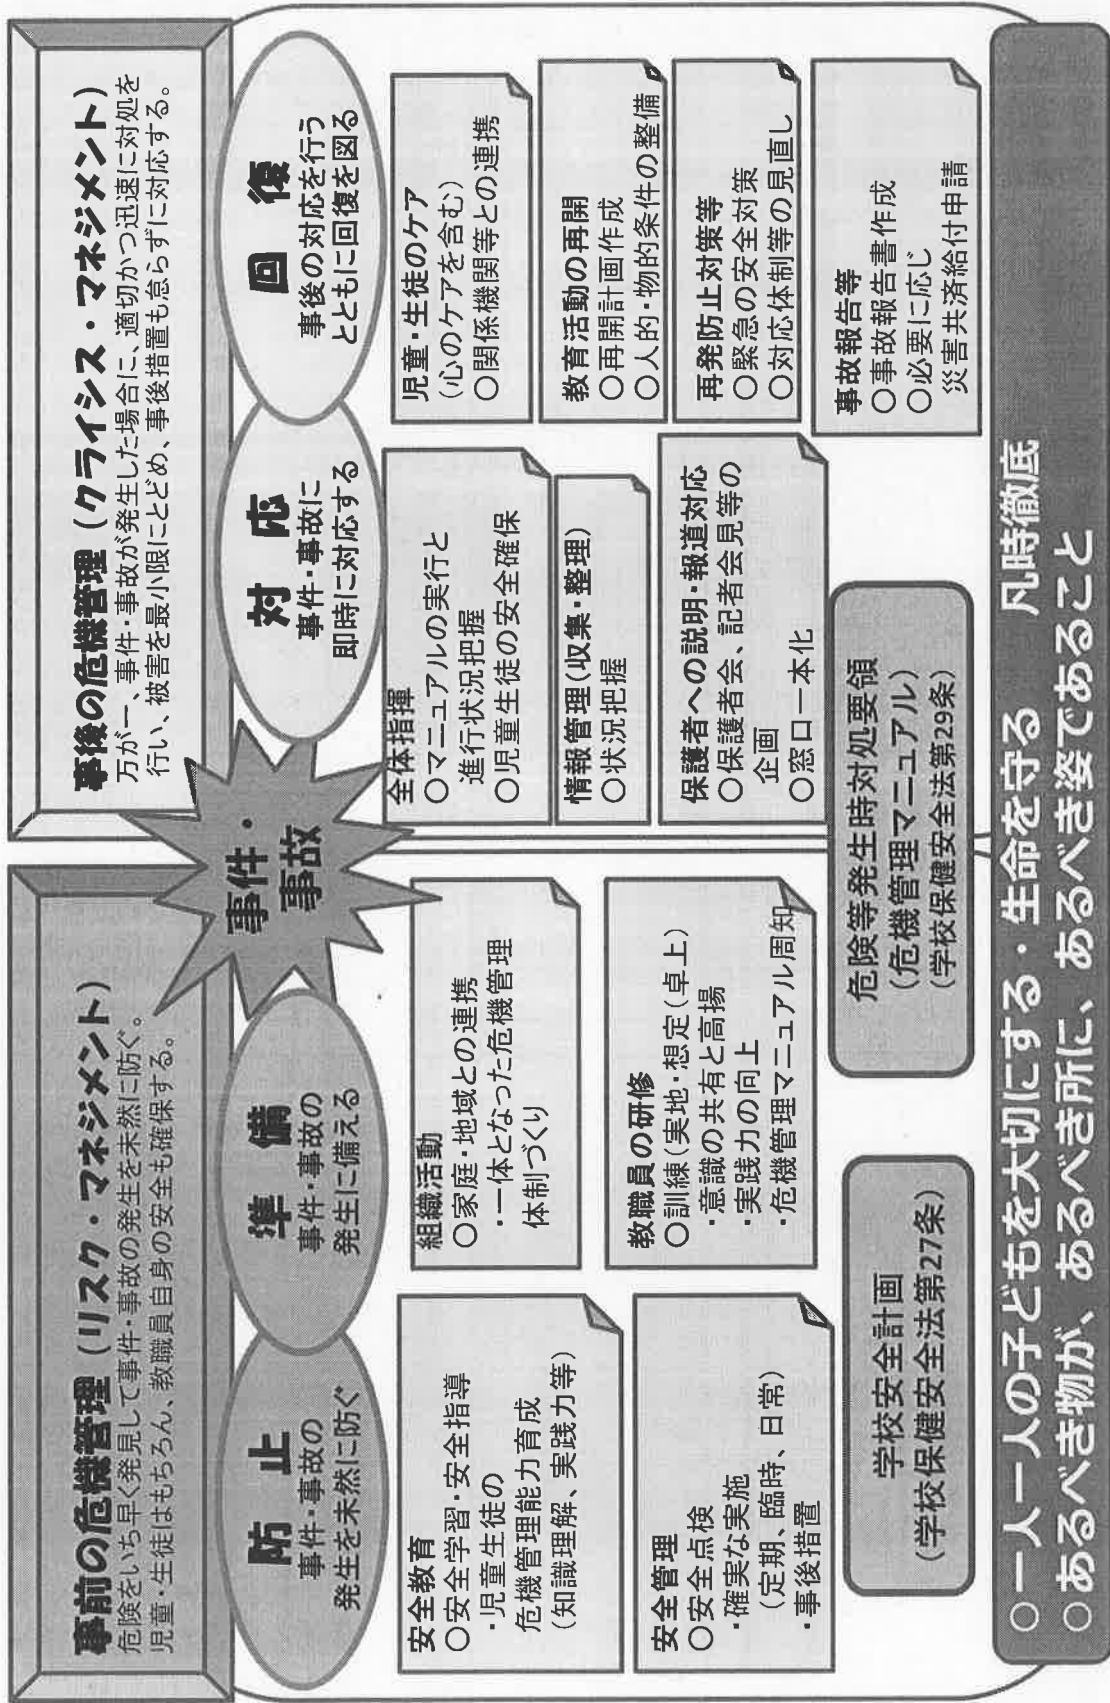 事前の危機管理(リスク・マネジメント)
危険をいち早く発見して事件・事故の発生を未然に防ぐ。
児童・生徒はもちろん、教職員自身の安全も確保する。
事後の危機管理(クライシス・マネジメント)
万が一、事件・事故が発生した場合に、適切かつ迅速に対処を
行い、被害を最小限にとどめ、事後措置も怠らずに対応する。
防止
事件・事故の
発生を未然に防ぐ
準備
事件・事故の
発生に備える
事件・
事故
対応
事件・事故に
即時に対応する
回復
事後の対応を行う
とともに回復を図る
安全教育
○安全学習・安全指導
・児童生徒の
危機管理能力育成
(知識理解、実践力等)
安全管理
○安全点検
・確実な実施
(定期、臨時、日常)
・事後措置
組織活動
○家庭・地域との連携
・一体となった危機管理
体制づくり
教職員の研修
○訓練(実地・想定(卓上)
・意識の共有と高揚
・実践力の向上
・危機管理マニュアル周知
全体指揮
○マニュアルの実行と
進行状況把握
○児童生徒の安全確保
情報管理(収集・整理)
○状況把握
保護者への説明・報道対応
○保護者会、記者会見等の
企画
○窓口一本化
児童・生徒のケア
(心のケアを含む)
○関係機関等との連携
教育活動の再開
○再開計画作成
○人的・物的条件の整備
再発防止対策等
○緊急の安全対策
○対応体制等の見直し
事故報告等
○事故報告書作成
○必要に応じ
災害共済給付申請
学校安全計画
(学校保健安全法第27条)
危険等発生時対処要領
(危機管理マニュアル)
(学校保健安全法第29条)
○ 一人一人の子どもを大切にする・生命を守る 凡時徹底
○ あるべき物が、あるべき所に、あるべき姿であること